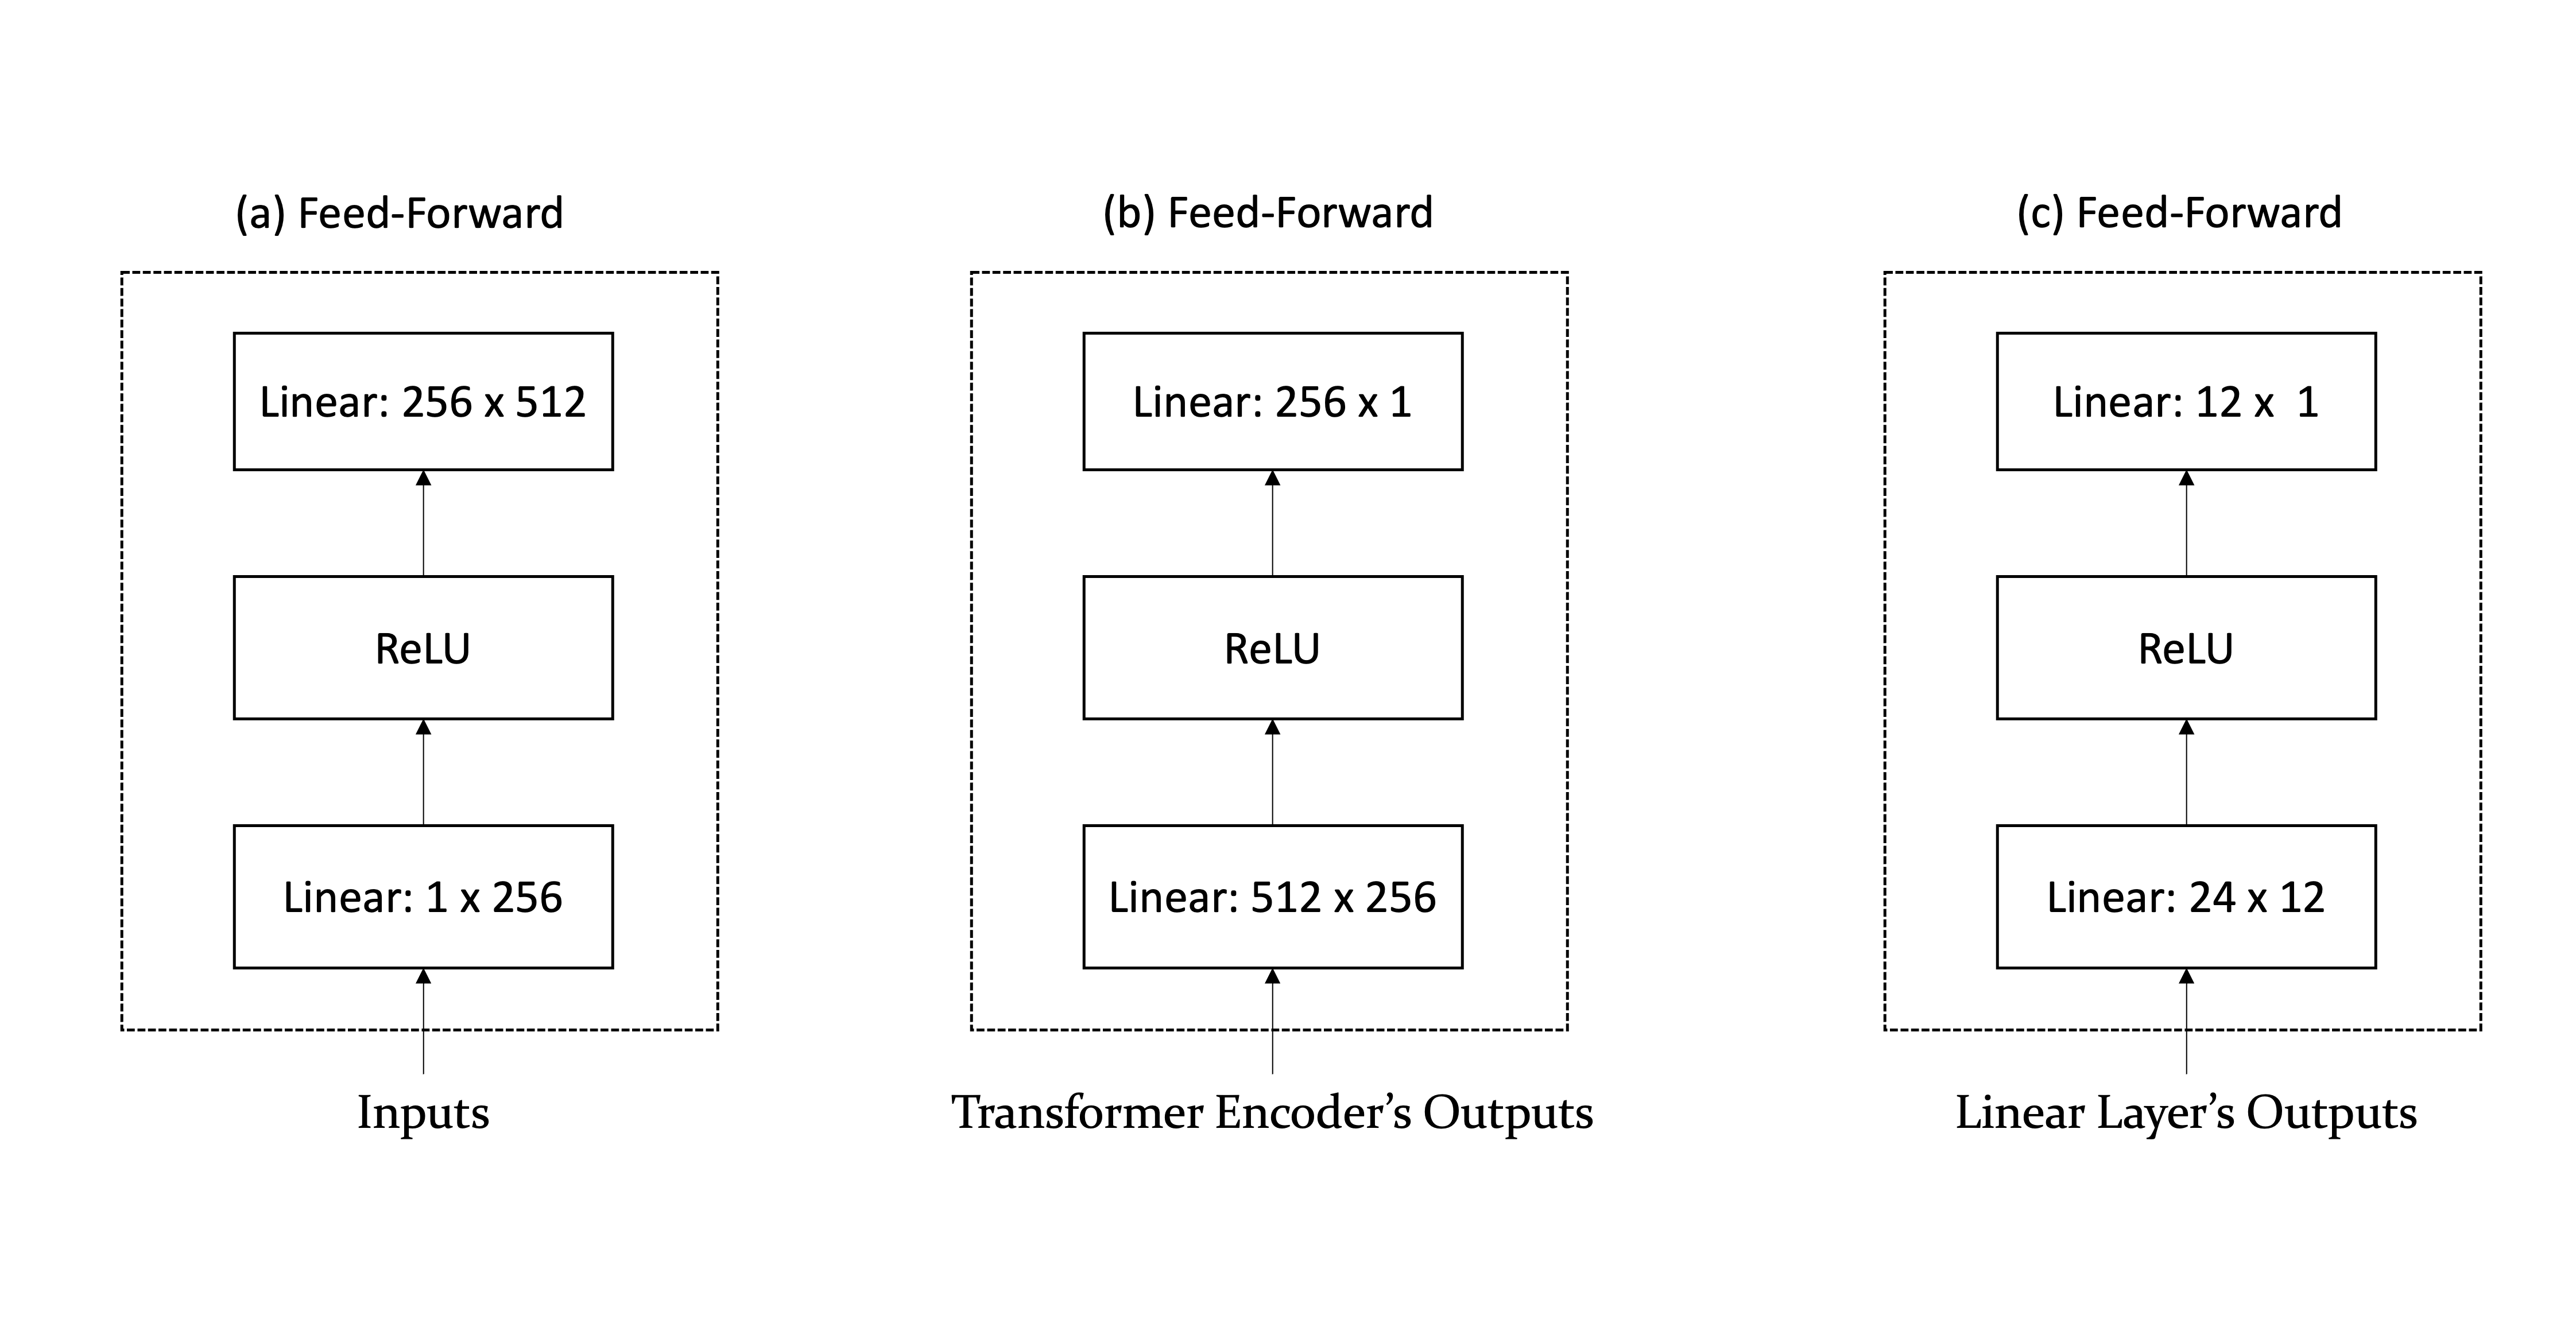 (a) Feed-Forward
Linear: 256 x 512
ReLU
Linear: 1 x 256
Inputs
(b) Feed-Forward
Linear: 256 x 1
ReLU
Linear: 512 x 256
Transformer Encoder’s Outputs
(c) Feed-Forward
Linear: 12 x  1
ReLU
Linear: 24 x 12
Linear Layer’s Outputs